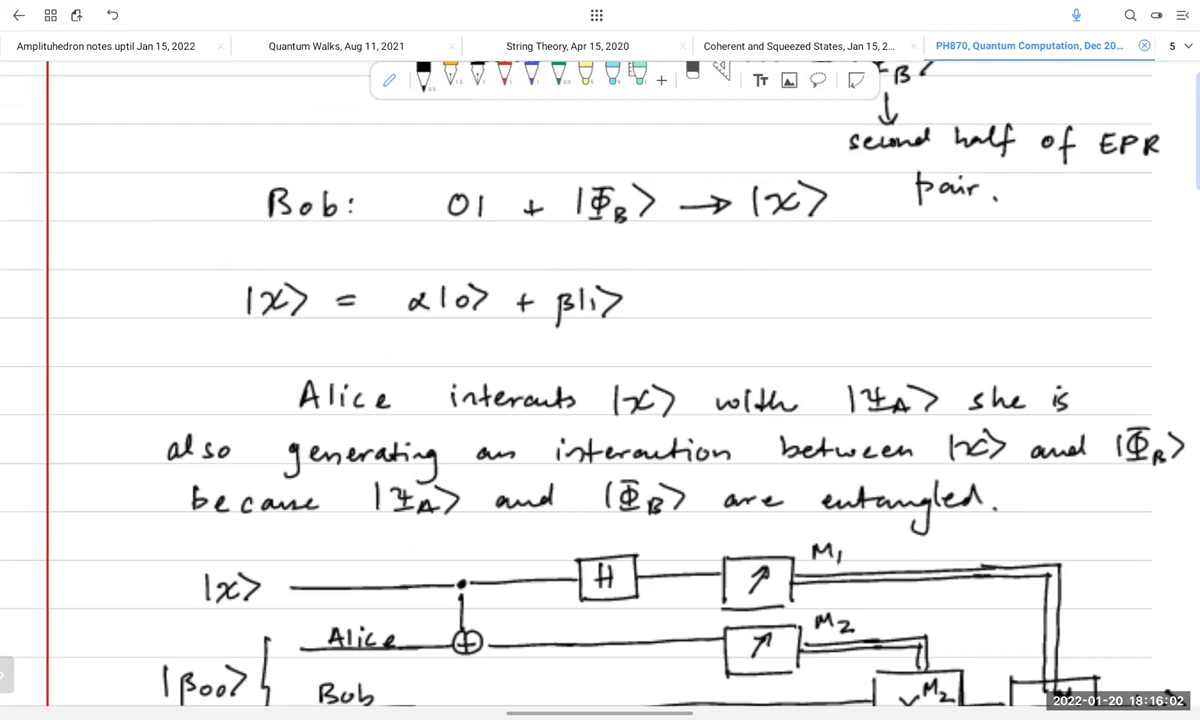 Amplituhedron notes uptil Jan 15, 2022
Quantum Walks, Aug 11, 2021
String Theory, Apr 15, 2020
Coherent and Squeezed States, Jan 15, 2...
PH870, Quantum Computation, Dec 20...
5
Tт
B⟩
↓
second half of EPR
pair.
Bob: 01 + |Φ_B⟩ → |x⟩
|x⟩ = α|0⟩ + β|1⟩
Alice interacts |x⟩ with |Ψ_A⟩ she is
also generating an interaction between |x⟩ and |Φ_B⟩
because |Ψ_A⟩ and |Φ_B⟩ are entangled.
M1
|x⟩ H
M2
Alice
|β00⟩ {
Bob
X^M2
2022-01-20 18:16:02